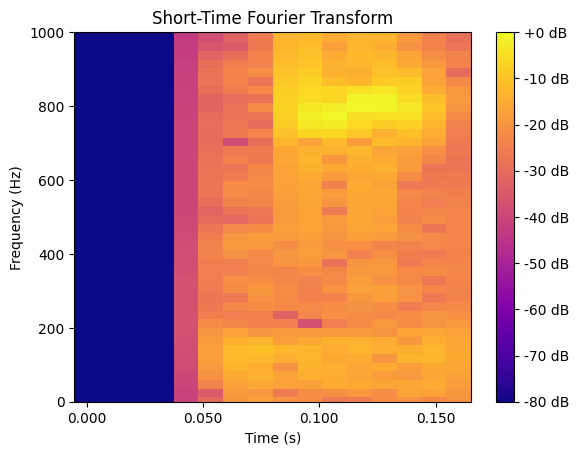 Short-Time Fourier Transform
1000
800
600
400
200
0
Frequency (Hz)
0.000
0.050
0.100
0.150
Time (s)
+0 dB
-10 dB
-20 dB
-30 dB
-40 dB
-50 dB
-60 dB
-70 dB
-80 dB